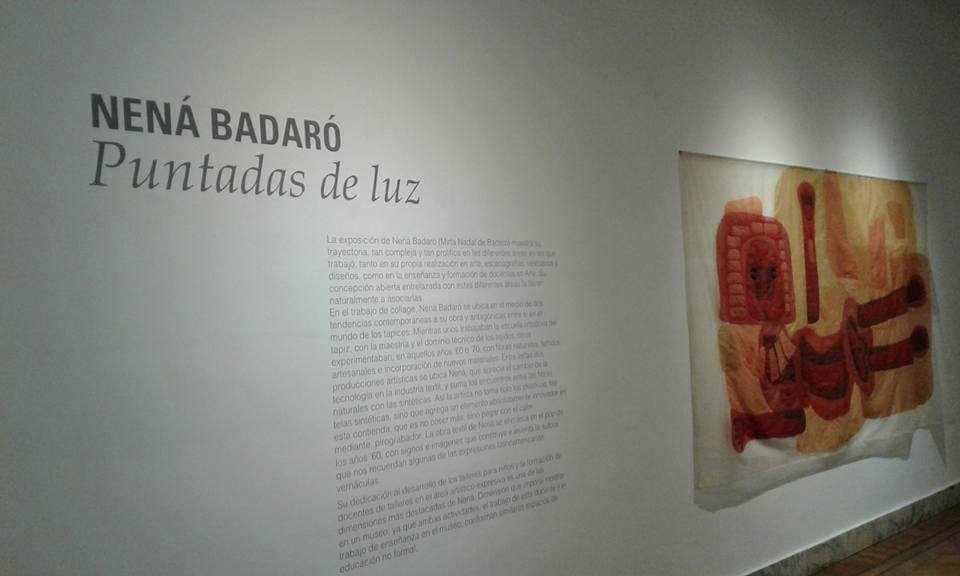 NENÁ BADARÓ
Puntadas de luz
La exposición de Nená Badaró (Mirta Nadal de Badaró) muestra su
trayectoria, tan compleja y tan prolífica en las diferentes áreas en las que
trabajó, tanto en su propia realización en arte, escenografías, vestuarios y
diseños, como en la enseñanza y formación de docentes en Arte. Su
concepción abierta entrelazada con estas diferentes áreas la llevan
naturalmente a asociarlas.
En el trabajo de collage, Nená Badaró se ubica en el medio de dos
tendencias contemporáneas a su obra y antagónicas entre sí en el
mundo de los tapices. Mientras unos trabajaban la escuela ortodoxa del
tapiz, con la maestría y el dominio técnico de los tejidos, otros
experimentaban, en aquellos años '60 o '70, con fibras naturales, teñidos
artesanales e incorporación de nuevos materiales. Entre estas dos
producciones artísticas se ubica Nená, que aprecia el cambio de la
tecnología en la industria textil, y suma los encuentros entre las fibras
naturales con las sintéticas. Así la artista no toma sólo los plásticos, las
telas sintéticas, sino que agrega un elemento absolutamente innovador en
esta contienda, que es no coser más, sino pegar con el calor
mediante pirograbador. La obra textil de Nená se enmarca en el pop de
los años '60, con signos e imágenes que construye e inventa la autora
que nos recuerdan algunas de las expresiones latinoamericanas
vernáculas.
Su dedicación al desarrollo de los talleres para niños y la formación de
docentes de talleres en el área artístico-expresiva es una de las
dimensiones más destacadas de Nená. Dimensión que importa mostrar
en un museo; ya que ambas actividades, el trabajo de esta docente y el
trabajo de enseñanza en el museo, conforman similares espacios de
educación no formal.